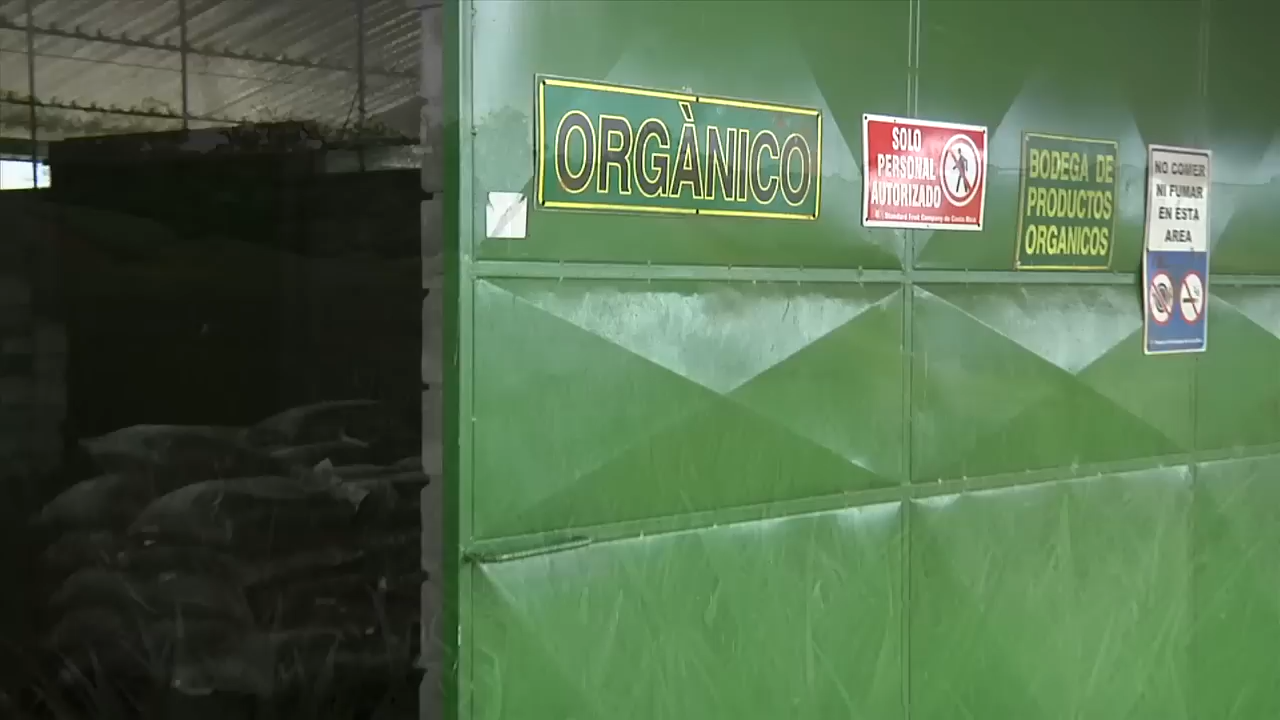 ORGÀNICO
SOLO
PERSONAL
AUTORIZADO
Standard Fruit Company de Costa Rica
BODEGA DE
PRODUCTOS
ORGANICOS
NO COMER
NI FUMAR
EN ESTA
AREA